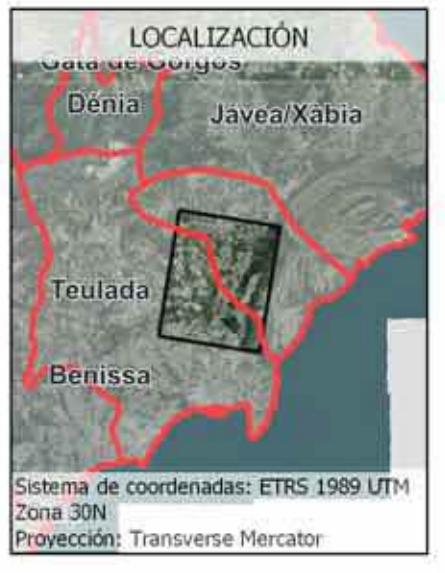 LOCALIZACIÓN
Gata de Gorgos
Dénia
Jávea/Xàbia
Teulada
Benissa
Sistema de coordenadas: ETRS 1989 UTM
Zona 30N
Proyección: Transverse Mercator